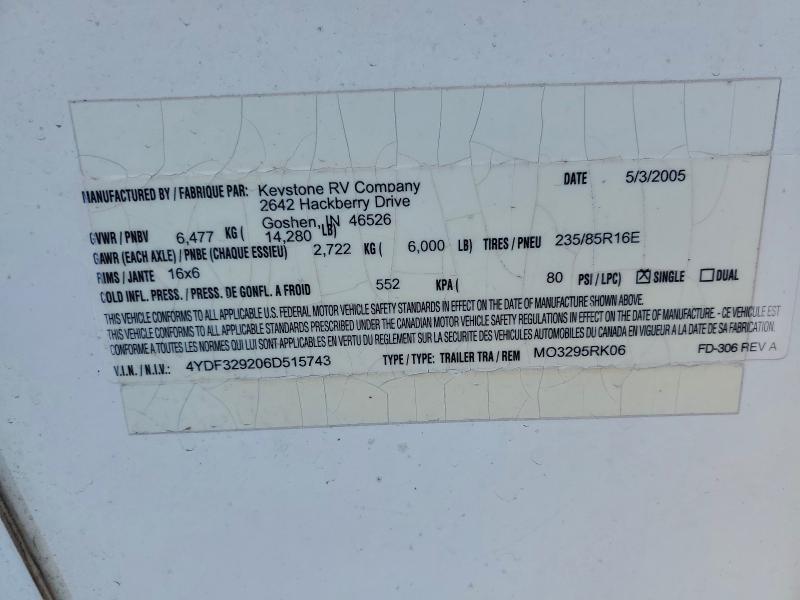 MANUFACTURED BY / FABRIQUE PAR: Keystone RV Company DATE 5/3/2005
2642 Hackberry Drive
Goshen, IN 46526
GVWR / PNBV 6,477 KG ( 14,280 LB)
GAWR (EACH AXLE) / PNBE (CHAQUE ESSIEU) 2,722 KG ( 6,000 LB) TIRES / PNEU 235/85R16E
RIMS / JANTE 16x6
COLD INFL. PRESS. / PRESS. DE GONFL. A FROID 552 KPA ( 80 PSI / LPC) ☒ SINGLE ☐ DUAL
THIS VEHICLE CONFORMS TO ALL APPLICABLE U.S. FEDERAL MOTOR VEHICLE SAFETY STANDARDS IN EFFECT ON THE DATE OF MANUFACTURE SHOWN ABOVE.
THIS VEHICLE CONFORMS TO ALL APPLICABLE STANDARDS PRESCRIBED UNDER THE CANADIAN MOTOR VEHICLE SAFETY REGULATIONS IN EFFECT ON THE DATE OF MANUFACTURE - CE VEHICULE EST
CONFORME A TOUTES LES NORMES QUI LUI SONT APPLICABLES EN VERTU DU REGLEMENT SUR LA SECURITE DES VEHICULES AUTOMOBILES DU CANADA EN VIGUEUR A LA DATE DE SA FABRICATION.
V.I.N. / N.I.V.: 4YDF329206D515743 TYPE / TYPE: TRAILER TRA / REM MO3295RK06 FD-306 REV A